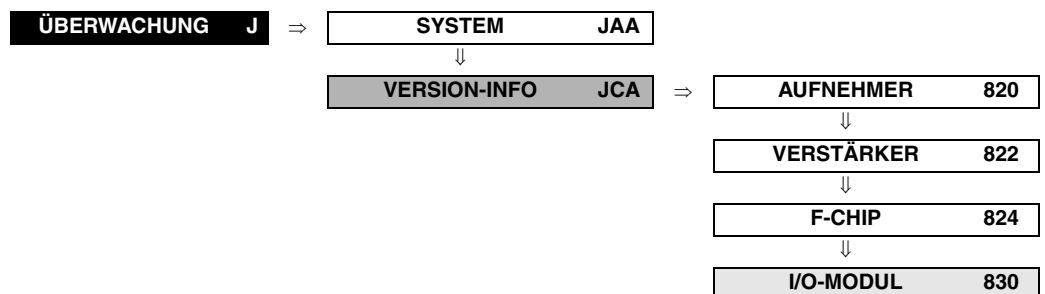 ÜBERWACHUNG J ⇒ SYSTEM JAA
⇓
VERSION-INFO JCA ⇒ AUFNEHMER 820
⇓
VERSTÄRKER 822
⇓
F-CHIP 824
⇓
I/O-MODUL 830